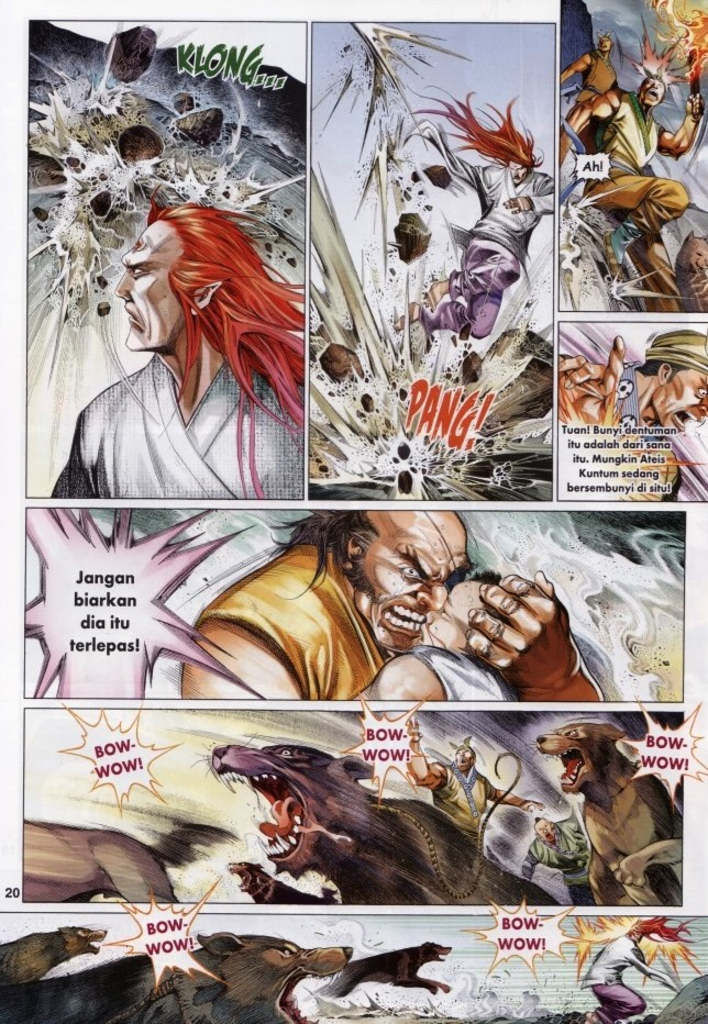 KLONG...
PANG!
Ah!
Tuan! Bunyi dentuman
itu adalah dari sana
itu. Mungkin Ateis
Kuntum sedang
bersembunyi di situ!
Jangan
biarkan
dia itu
terlepas!
BOW-
WOW!
BOW-
WOW!
BOW-
WOW!
20
BOW-
WOW!
BOW-
WOW!